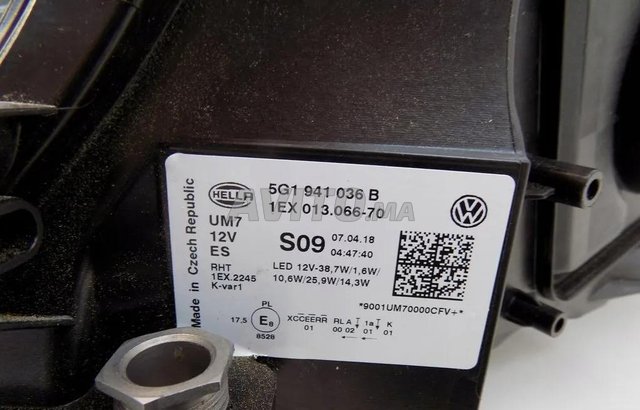 Made in Czech Republic
HELLA
5G1 941 036 B
1EX 013.066-70
UM7
12V
ES
S09
07.04.18
04:47:40
RHT
1EX.2245
K-var1
LED 12V-38,7W/1,6W/
10,6W/25,9W/14,3W
*9001UM70000CFV+*
PL
17,5 E8
8528
XCCEERR RL A 1a K
01 00 02 01 01
AVITO.MA